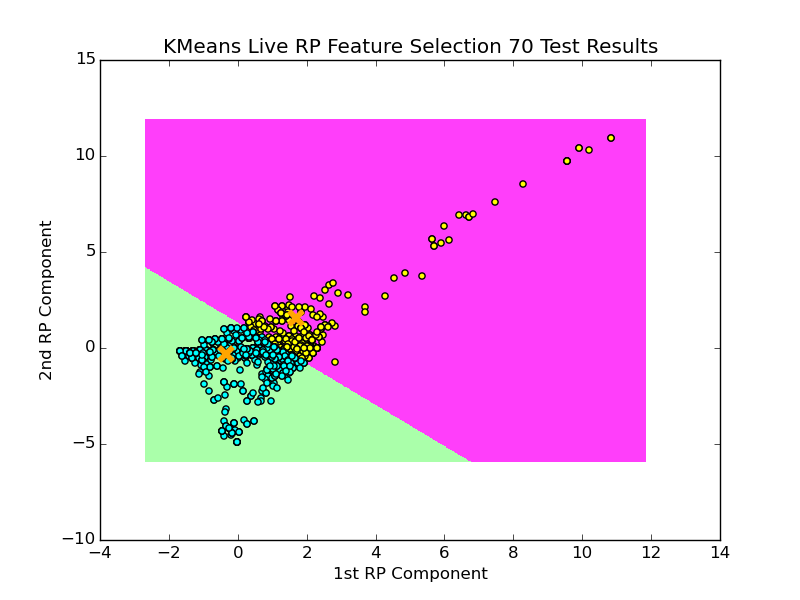 KMeans Live RP Feature Selection 70 Test Results
15
10
5
0
−5
−10
2nd RP Component
−4 −2 0 2 4 6 8 10 12 14
1st RP Component